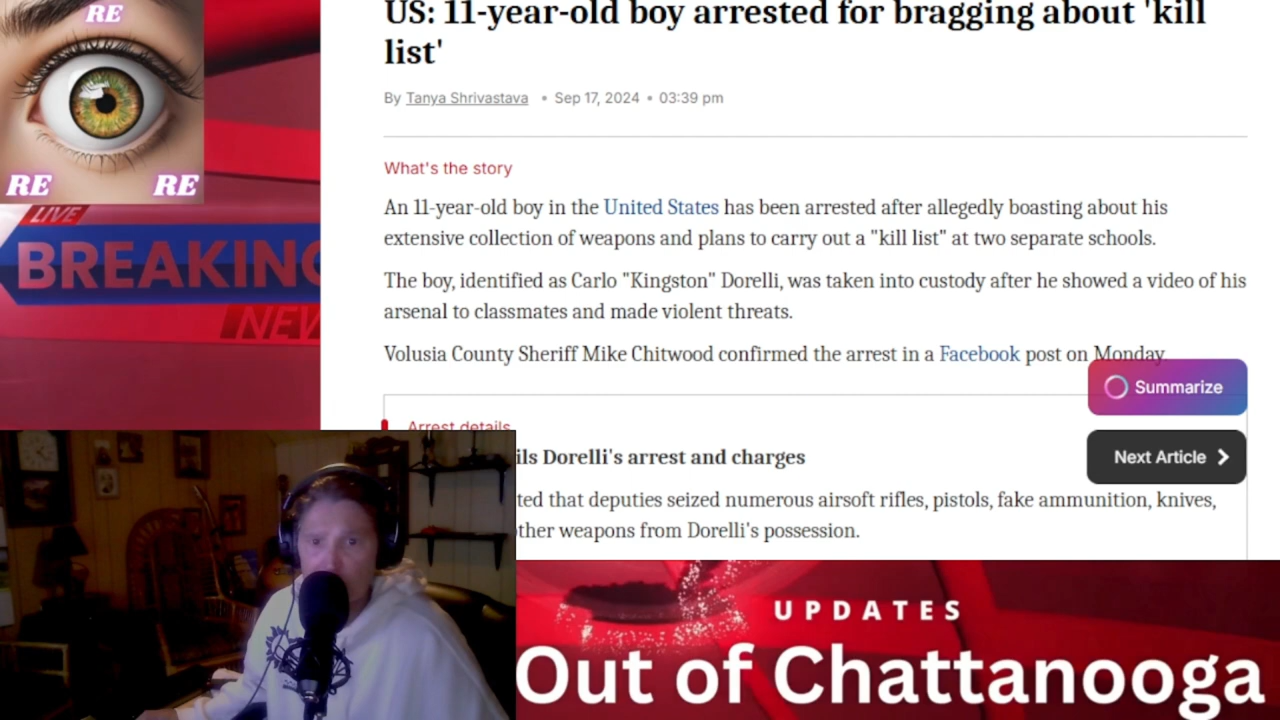 RE
RE RE
LIVE
BREAKING
NEW
US: 11-year-old boy arrested for bragging about 'kill
list'
By Tanya Shrivastava • Sep 17, 2024 • 03:39 pm
What's the story
An 11-year-old boy in the United States has been arrested after allegedly boasting about his
extensive collection of weapons and plans to carry out a "kill list" at two separate schools.
The boy, identified as Carlo "Kingston" Dorelli, was taken into custody after he showed a video of his
arsenal to classmates and made violent threats.
Volusia County Sheriff Mike Chitwood confirmed the arrest in a Facebook post on Monday.
Summarize
Arrest details
ils Dorelli's arrest and charges
Next Article
ted that deputies seized numerous airsoft rifles, pistols, fake ammunition, knives,
other weapons from Dorelli's possession.
UPDATES
Out of Chattanooga